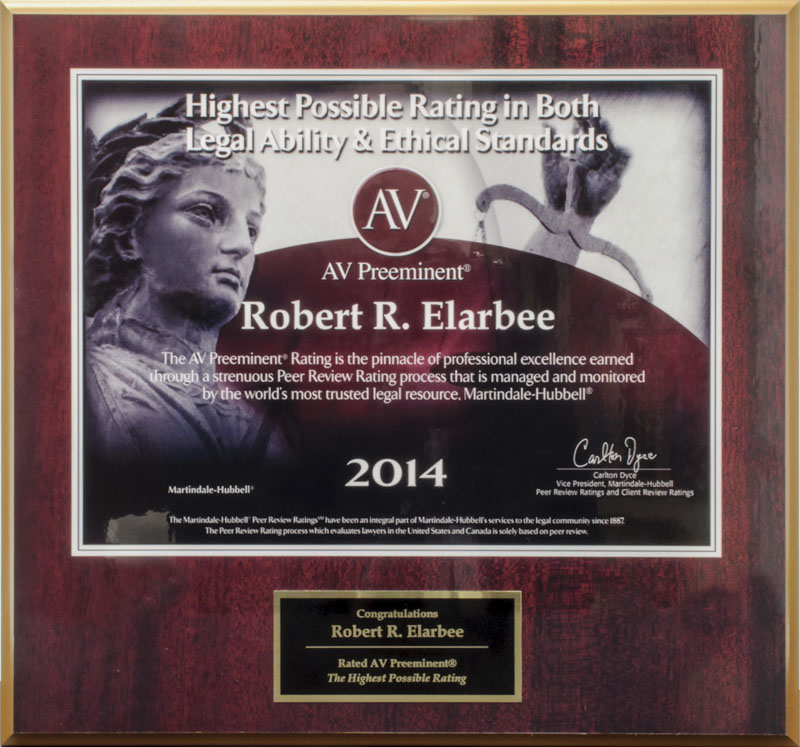 Highest Possible Rating in Both
Legal Ability & Ethical Standards
AV®
AV Preeminent®
Robert R. Elarbee
The AV Preeminent® Rating is the pinnacle of professional excellence earned
through a strenuous Peer Review Rating process that is managed and monitored
by the world's most trusted legal resource, Martindale-Hubbell®
2014
Carlton Dyce
Carlton Dyce
Vice President, Martindale-Hubbell
Peer Review Ratings and Client Review Ratings
Martindale-Hubbell®
The Martindale-Hubbell® Peer Review Ratings℠ have been an integral part of Martindale-Hubbell's services to the legal community since 1887.
The Peer Review Rating process which evaluates lawyers in the United States and Canada is solely based on peer review.
Congratulations
Robert R. Elarbee
Rated AV Preeminent®
The Highest Possible Rating